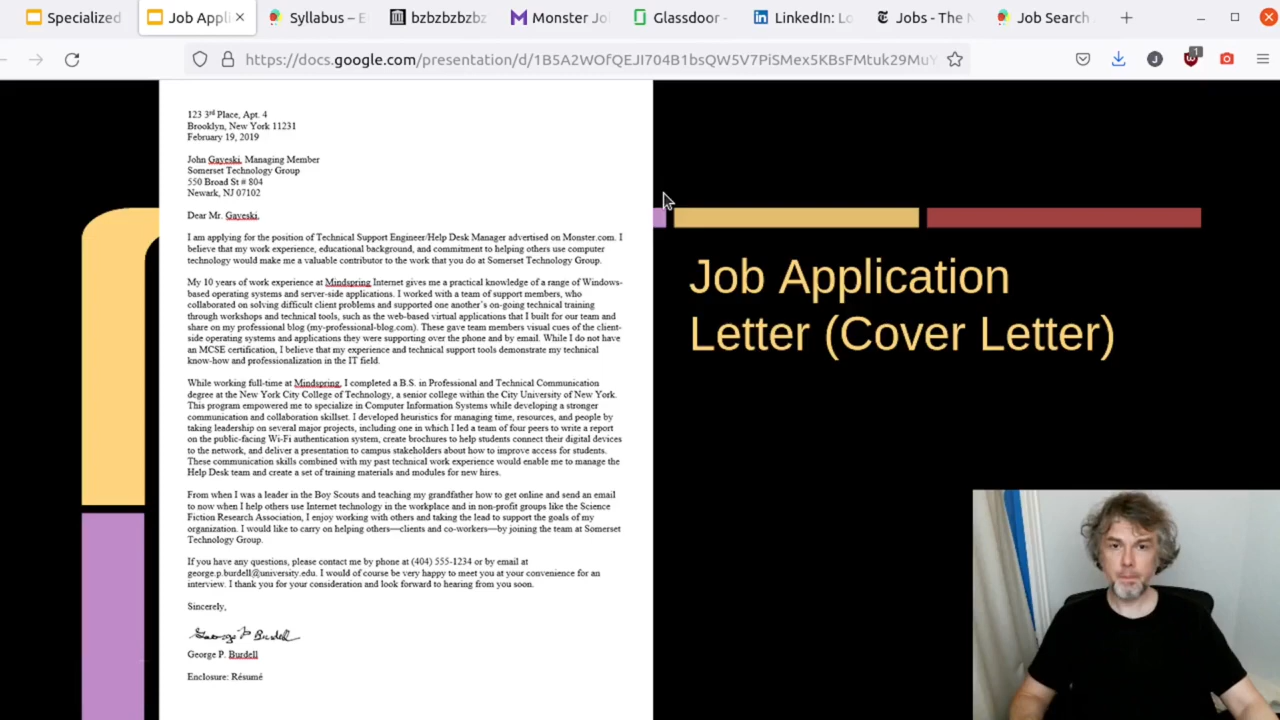 Specialized
Job Appli
Syllabus – E
bzbzbzbzbz
Monster Jo
Glassdoor –
LinkedIn: Lo
Jobs - The N
Job Search
https://docs.google.com/presentation/d/1B5A2WOfQEJI704B1bsQW5V7PiSMex5KBsFMtuk29MuY
1
123 3rd Place, Apt. 4
Brooklyn, New York 11231
February 19, 2019
John Gayeski, Managing Member
Somerset Technology Group
550 Broad St # 804
Newark, NJ 07102
Dear Mr. Gayeski,
I am applying for the position of Technical Support Engineer/Help Desk Manager advertised on Monster.com. I
believe that my work experience, educational background, and commitment to helping others use computer
technology would make me a valuable contributor to the work that you do at Somerset Technology Group.
My 10 years of work experience at Mindspring Internet gives me a practical knowledge of a range of Windows-
based operating systems and server-side applications. I worked with a team of support members, who
collaborated on solving difficult client problems and supported one another's on-going technical training
through workshops and technical tools, such as the web-based virtual applications that I built for our team and
share on my professional blog (my-professional-blog.com). These gave team members visual cues of the client-
side operating systems and applications they were supporting over the phone and by email. While I do not have
an MCSE certification, I believe that my experience and technical support tools demonstrate my technical
know-how and professionalization in the IT field.
While working full-time at Mindspring, I completed a B.S. in Professional and Technical Communication
degree at the New York City College of Technology, a senior college within the City University of New York.
This program empowered me to specialize in Computer Information Systems while developing a stronger
communication and collaboration skillset. I developed heuristics for managing time, resources, and people by
taking leadership on several major projects, including one in which I led a team of four peers to write a report
on the public-facing Wi-Fi authentication system, create brochures to help students connect their digital devices
to the network, and deliver a presentation to campus stakeholders about how to improve access for students.
These communication skills combined with my past technical work experience would enable me to manage the
Help Desk team and create a set of training materials and modules for new hires.
From when I was a leader in the Boy Scouts and teaching my grandfather how to get online and send an email
to now when I help others use Internet technology in the workplace and in non-profit groups like the Science
Fiction Research Association, I enjoy working with others and taking the lead to support the goals of my
organization. I would like to carry on helping others—clients and co-workers—by joining the team at Somerset
Technology Group.
If you have any questions, please contact me by phone at (404) 555-1234 or by email at
george.p.burdell@university.edu. I would of course be very happy to meet you at your convenience for an
interview. I thank you for your consideration and look forward to hearing from you soon.
Sincerely,
George P Burdell
George P. Burdell
Enclosure: Résumé
Job Application
Letter (Cover Letter)